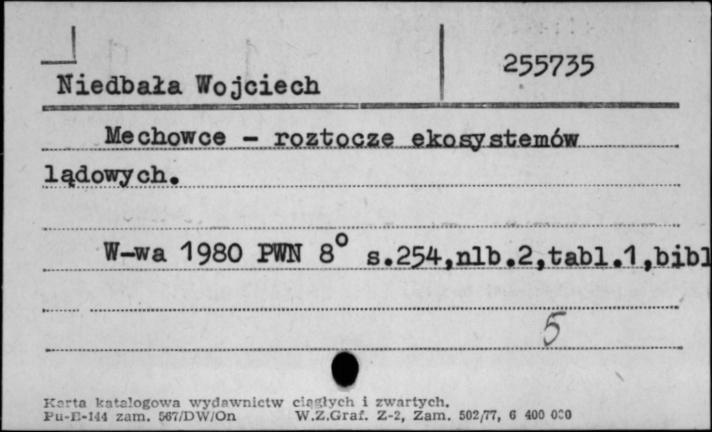 255735
Niedbała Wojciech
Mechowce - roztocze ekosystemów
lądowych.
W-wa 1980 PWN 8° s.254,nlb.2,tabl.1,bibl
5
Karta katalogowa wydawnictw ciągłych i zwartych.
Pu-E-144 zam. 567/DW/On W.Z.Graf. Z-2, Zam. 502/77, 6 400 000